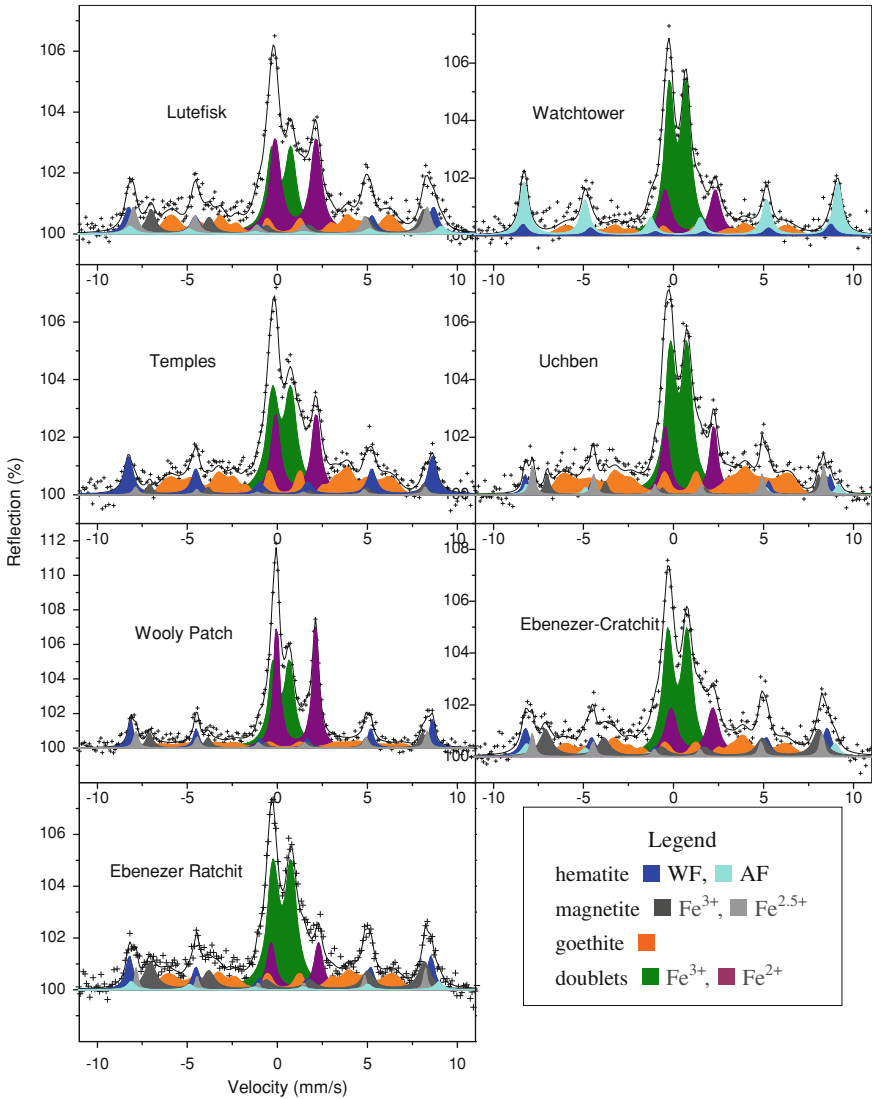 106
104
102
100
Lutefisk
-10 -5 0 5 10
106
104
102
100
Watchtower
-10 -5 0 5 10
106
104
102
100
Temples
-10 -5 0 5 10
106
104
102
100
Uchben
-10 -5 0 5 10
Reflection (%)
112
110
108
106
104
102
100
Wooly Patch
-10 -5 0 5 10
108
106
104
102
100
Ebenezer-Cratchit
-10 -5 0 5 10
106
104
102
100
Ebenezer Ratchit
-10 -5 0 5 10
Velocity (mm/s)
Legend
hematite WF, AF
magnetite Fe3+, Fe2.5+
goethite
doublets Fe3+, Fe2+